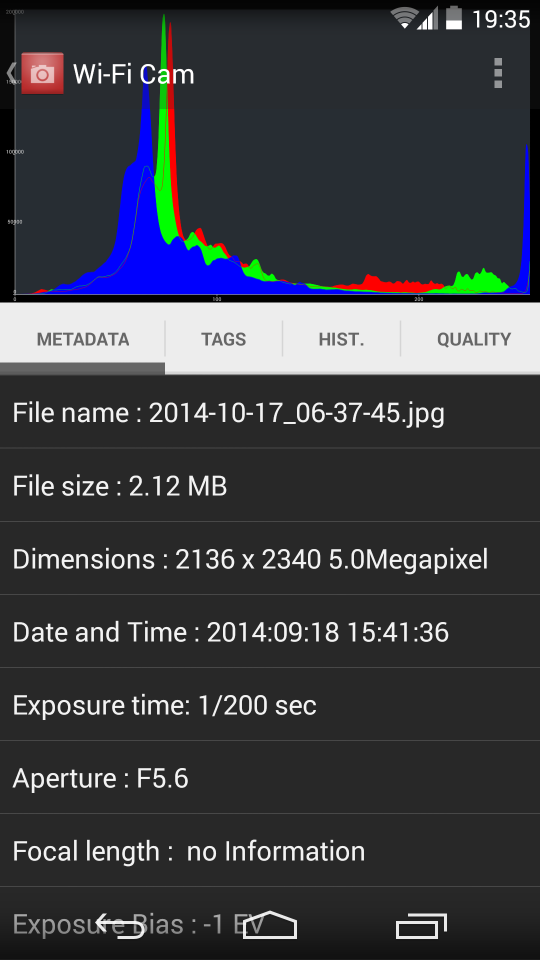 200000
19:35
Wi-Fi Cam
150000
100000
50000
0
0 100 200
METADATA TAGS HIST. QUALITY
File name : 2014-10-17_06-37-45.jpg
File size : 2.12 MB
Dimensions : 2136 x 2340 5.0Megapixel
Date and Time : 2014:09:18 15:41:36
Exposure time: 1/200 sec
Aperture : F5.6
Focal length :  no Information
Exposure Bias : -1 EV